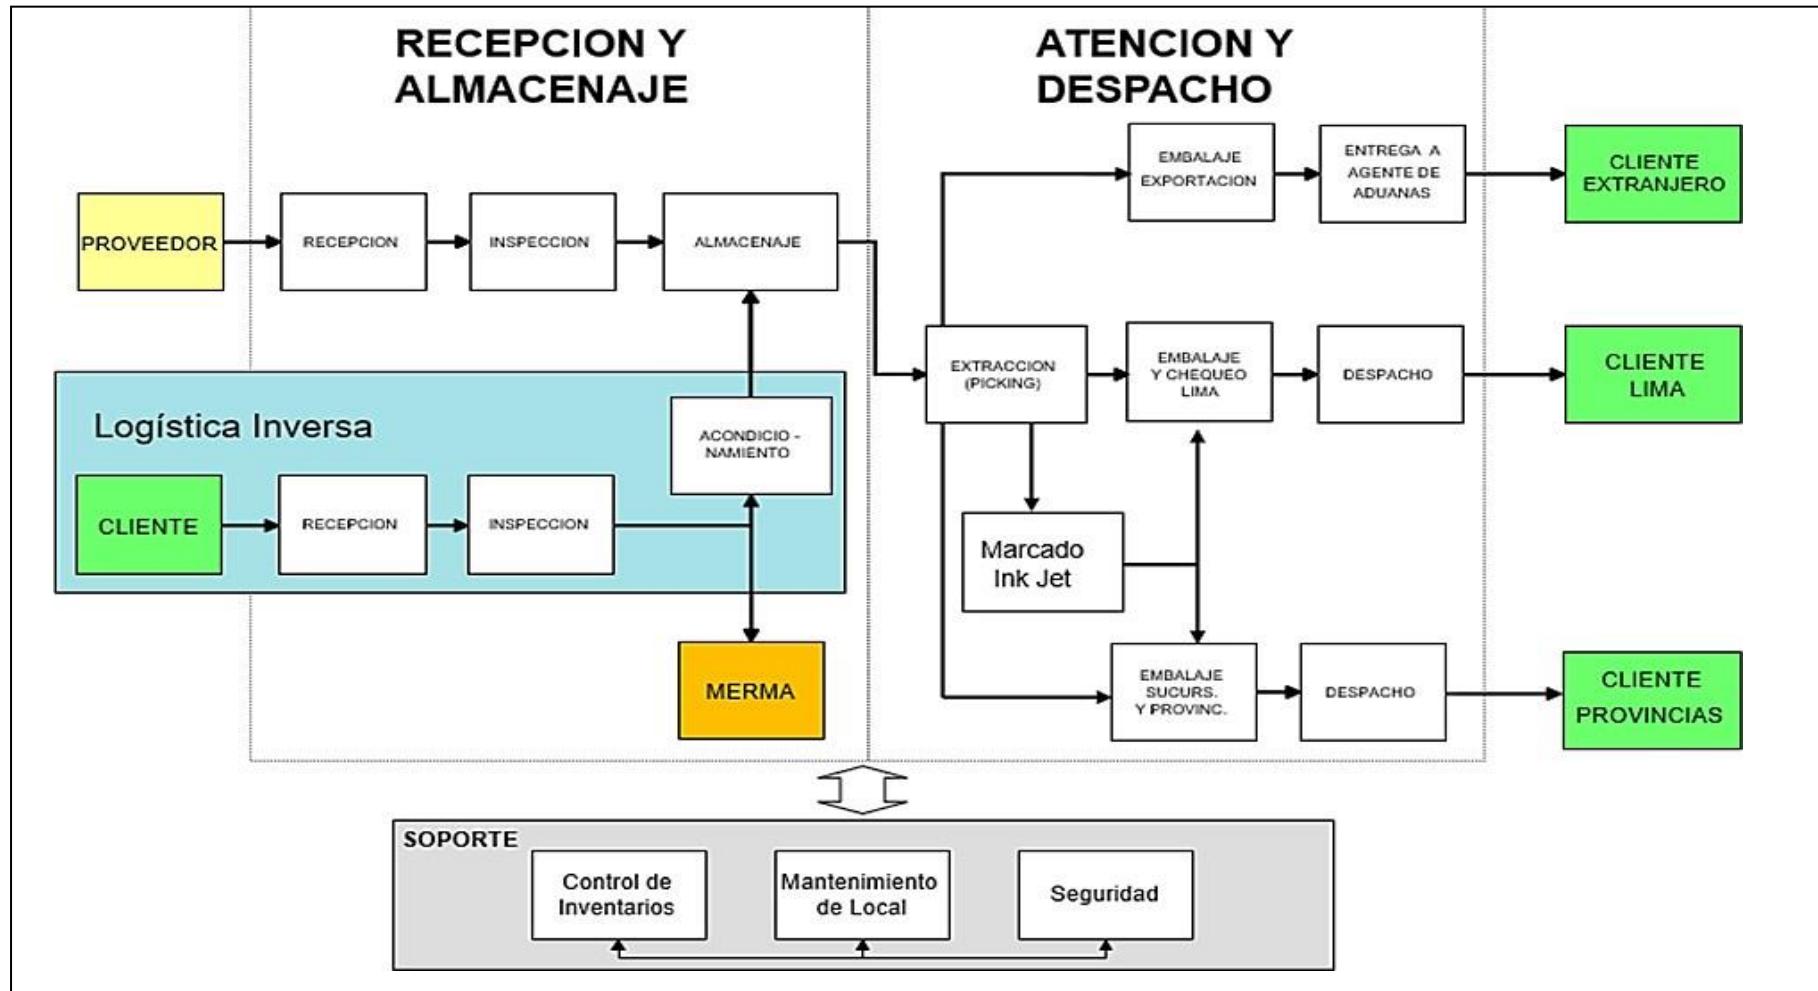 RECEPCION Y
ALMACENAJE
ATENCION Y
DESPACHO
PROVEEDOR
RECEPCION
INSPECCION
ALMACENAJE
EMBALAJE
EXPORTACION
ENTREGA A
AGENTE DE
ADUANAS
CLIENTE
EXTRANJERO
EXTRACCION
(PICKING)
EMBALAJE
Y CHEQUEO
LIMA
DESPACHO
CLIENTE
LIMA
Logística Inversa
ACONDICIO -
NAMIENTO
CLIENTE
RECEPCION
INSPECCION
Marcado
Ink Jet
MERMA
EMBALAJE
SUCURS.
Y PROVINC.
DESPACHO
CLIENTE
PROVINCIAS
SOPORTE
Control de
Inventarios
Mantenimiento
de Local
Seguridad